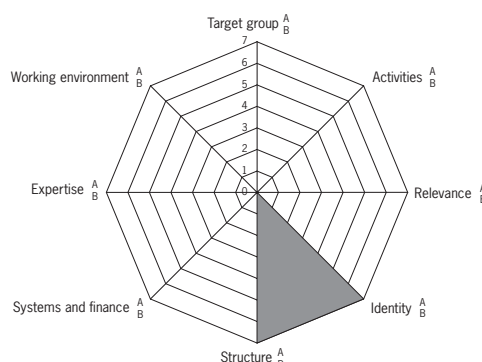 Target group A B
7
6
5
4
3
2
1
0
Working environment A B
Activities A B
Expertise A B
Relevance A B
Systems and finance A B
Identity A B
Structure A B